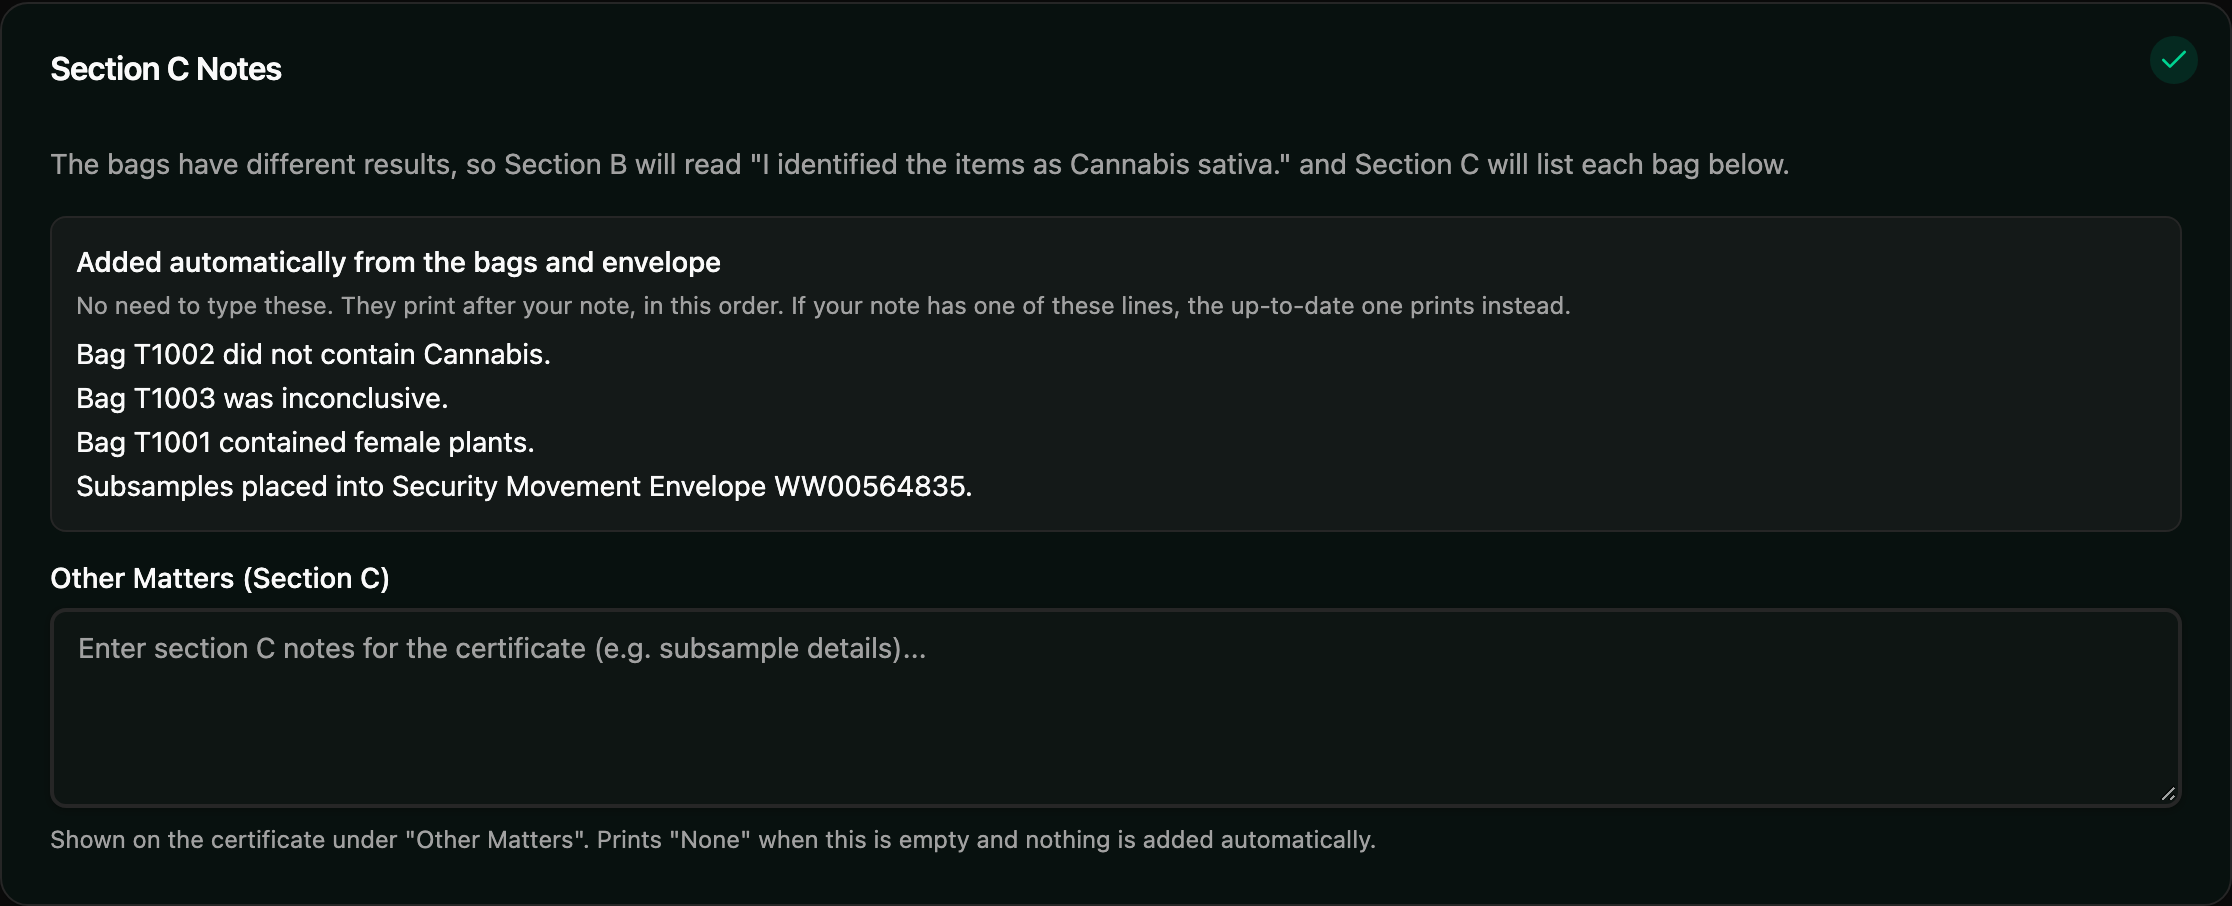 Section C Notes
The bags have different results, so Section B will read "I identified the items as Cannabis sativa." and Section C will list each bag below.
Added automatically from the bags and envelope
No need to type these. They print after your note, in this order. If your note has one of these lines, the up-to-date one prints instead.
Bag T1002 did not contain Cannabis.
Bag T1003 was inconclusive.
Bag T1001 contained female plants.
Subsamples placed into Security Movement Envelope WW00564835.
Other Matters (Section C)
Enter section C notes for the certificate (e.g. subsample details)...
Shown on the certificate under "Other Matters". Prints "None" when this is empty and nothing is added automatically.